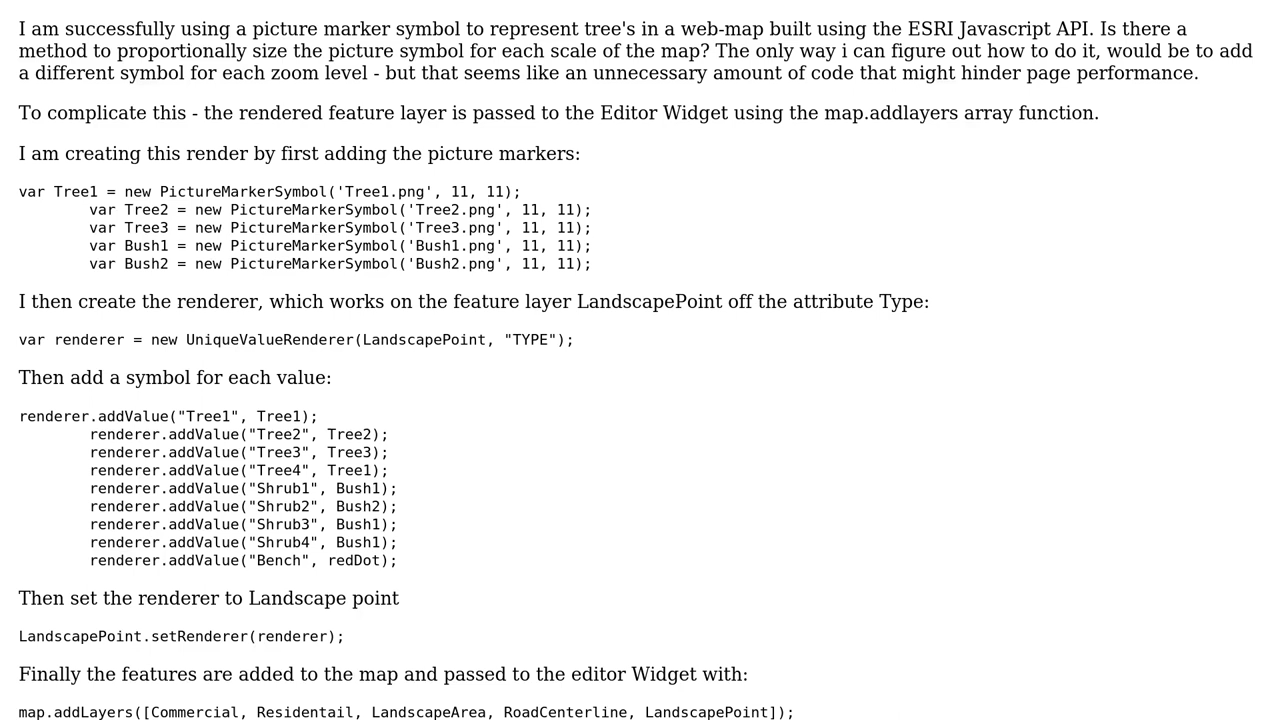 I am successfully using a picture marker symbol to represent tree's in a web-map built using the ESRI Javascript API. Is there a
method to proportionally size the picture symbol for each scale of the map? The only way i can figure out how to do it, would be to add
a different symbol for each zoom level - but that seems like an unnecessary amount of code that might hinder page performance.
To complicate this - the rendered feature layer is passed to the Editor Widget using the map.addlayers array function.
I am creating this render by first adding the picture markers:
var Tree1 = new PictureMarkerSymbol('Tree1.png', 11, 11);
        var Tree2 = new PictureMarkerSymbol('Tree2.png', 11, 11);
        var Tree3 = new PictureMarkerSymbol('Tree3.png', 11, 11);
        var Bush1 = new PictureMarkerSymbol('Bush1.png', 11, 11);
        var Bush2 = new PictureMarkerSymbol('Bush2.png', 11, 11);
I then create the renderer, which works on the feature layer LandscapePoint off the attribute Type:
var renderer = new UniqueValueRenderer(LandscapePoint, "TYPE");
Then add a symbol for each value:
renderer.addValue("Tree1", Tree1);
        renderer.addValue("Tree2", Tree2);
        renderer.addValue("Tree3", Tree3);
        renderer.addValue("Tree4", Tree1);
        renderer.addValue("Shrub1", Bush1);
        renderer.addValue("Shrub2", Bush2);
        renderer.addValue("Shrub3", Bush1);
        renderer.addValue("Shrub4", Bush1);
        renderer.addValue("Bench", redDot);
Then set the renderer to Landscape point
LandscapePoint.setRenderer(renderer);
Finally the features are added to the map and passed to the editor Widget with:
map.addLayers([Commercial, Residentail, LandscapeArea, RoadCenterline, LandscapePoint]);